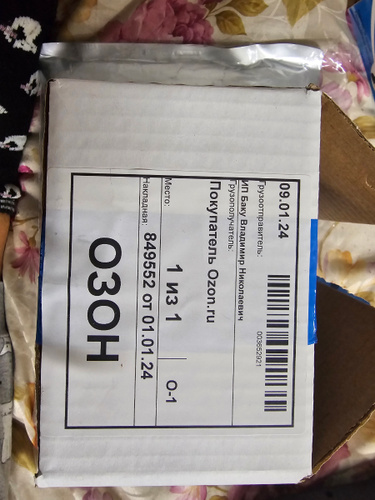 09.01.24
003652921
Грузоотправитель:
ИП Баку Владимир Николаевич
Грузополучатель:
Покупатель Ozon.ru
Место:
1 из 1
О-1
Накладная:
849552 от 01.01.24
ОЗОН